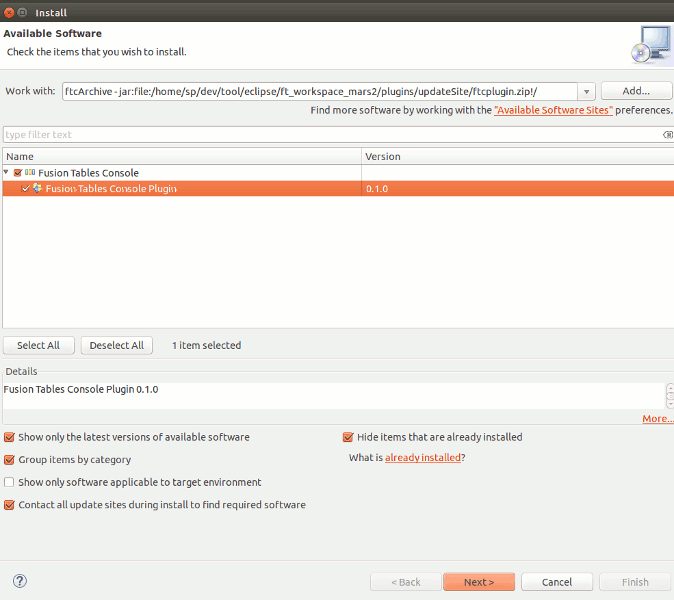 Install
Available Software
Check the items that you wish to install.
Work with: ftcArchive - jar:file:/home/sp/dev/tool/eclipse/ft_workspace_mars2/plugins/updateSite/ftcplugin.zip!/ Add...
Find more software by working with the "Available Software Sites" preferences.
type filter text
Name Version
Fusion Tables Console
Fusion Tables Console Plugin 0.1.0
Select All Deselect All 1 item selected
Details
Fusion Tables Console Plugin 0.1.0
More...
Show only the latest versions of available software Hide items that are already installed
Group items by category What is already installed?
Show only software applicable to target environment
Contact all update sites during install to find required software
? < Back Next > Cancel Finish